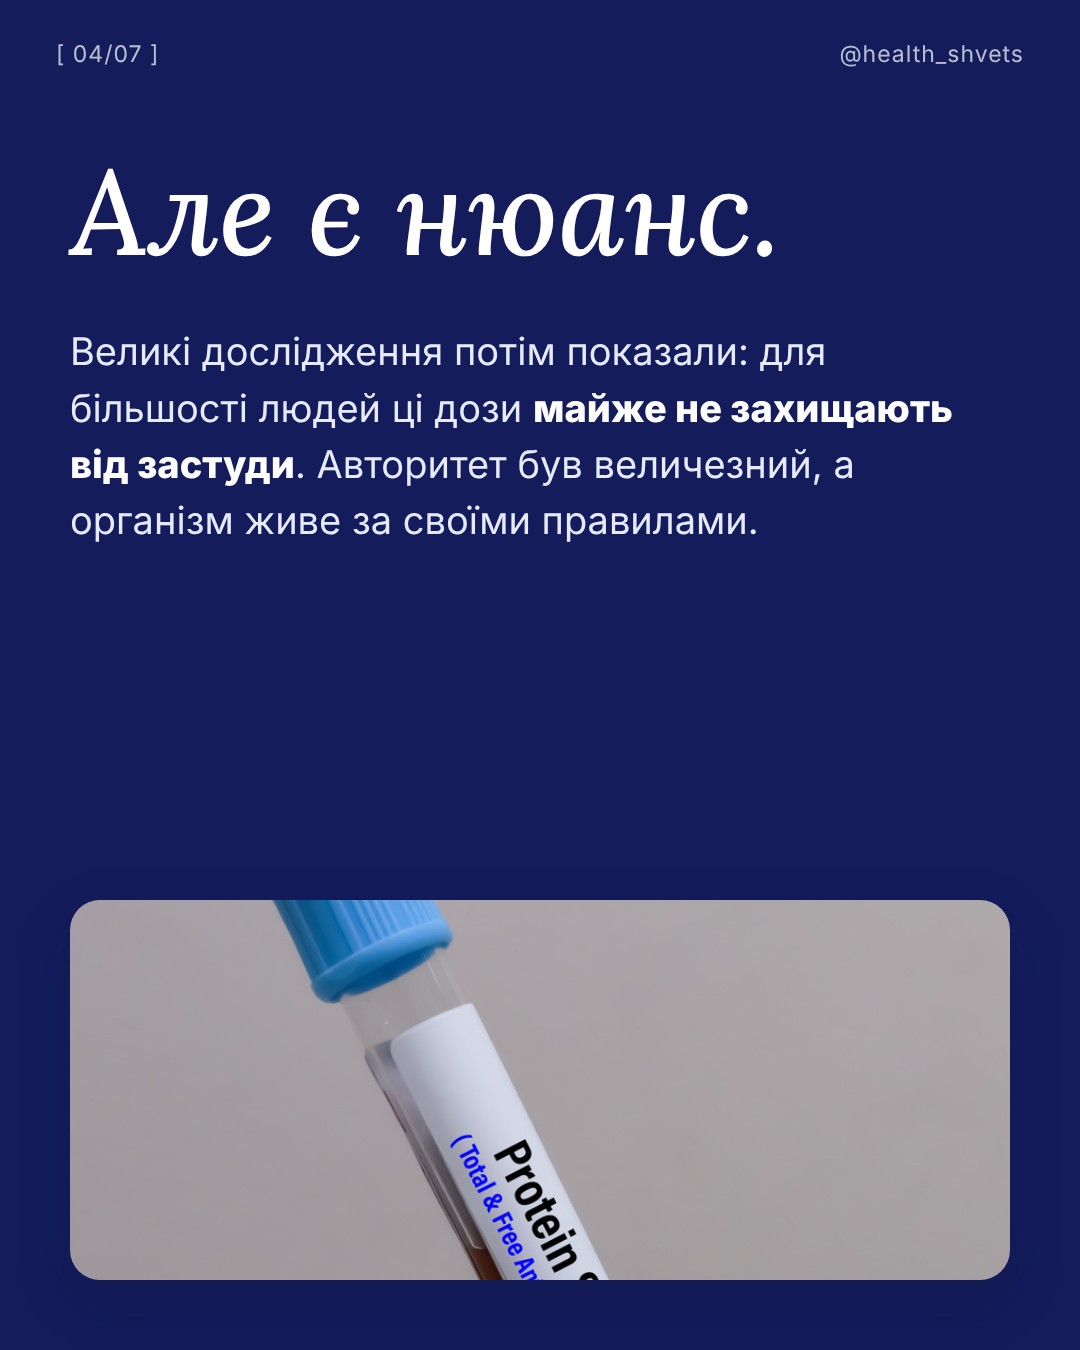 [ 04/07 ]
@health_shvets
Але є нюанс.
Великі дослідження потім показали: для
більшості людей ці дози майже не захищають
від застуди. Авторитет був величезний, а
організм живе за своїми правилами.
Protein
( Total & Free